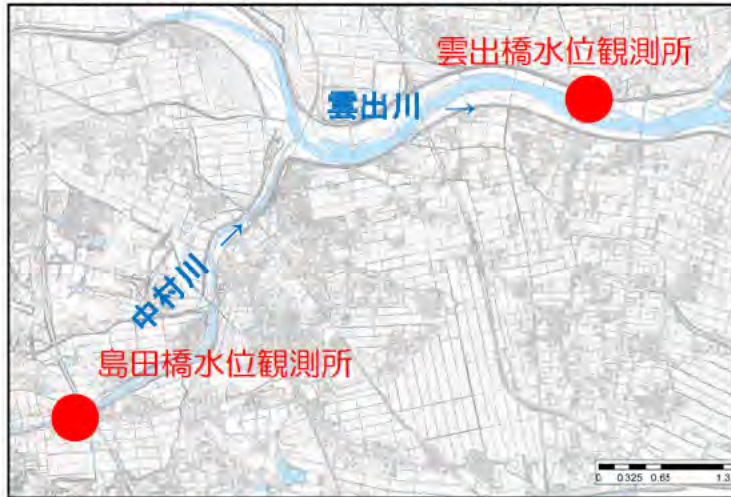 雲出橋水位観測所
雲出川 →
中村川 →
島田橋水位観測所
0 0.325 0.65 1.3